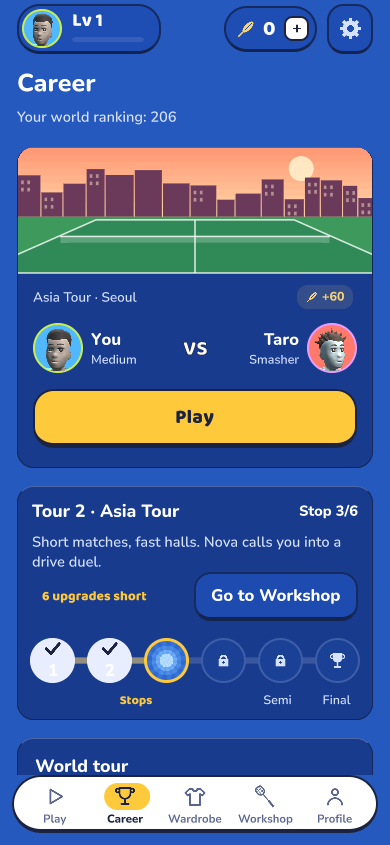 Lv 1
0
+
Career
Your world ranking: 206
Asia Tour · Seoul
+60
You
Medium
VS
Taro
Smasher
Play
Tour 2 · Asia Tour
Stop 3/6
Short matches, fast halls. Nova calls you into a
drive duel.
6 upgrades short
Go to Workshop
1
2
Stops
Semi
Final
World tour
Play
Career
Wardrobe
Workshop
Profile